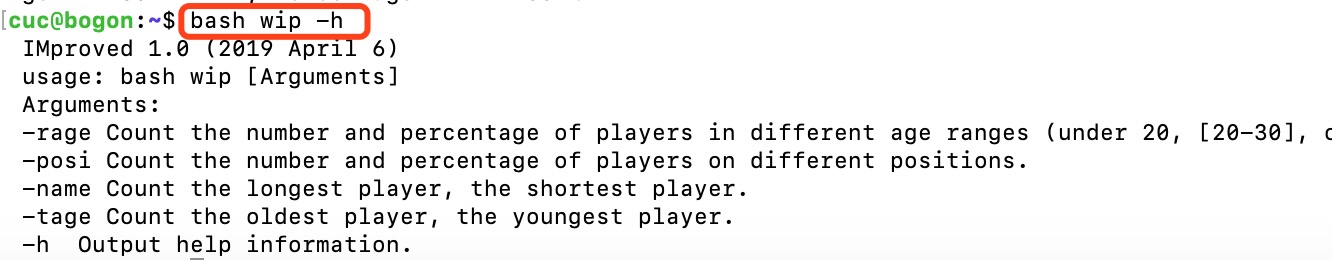 [cuc@bogon:~$ bash wip -h
IMproved 1.0 (2019 April 6)
usage: bash wip [Arguments]
Arguments:
-rage Count the number and percentage of players in different age ranges (under 20, [20-30],
-posi Count the number and percentage of players on different positions.
-name Count the longest player, the shortest player.
-tage Count the oldest player, the youngest player.
-h  Output help information.